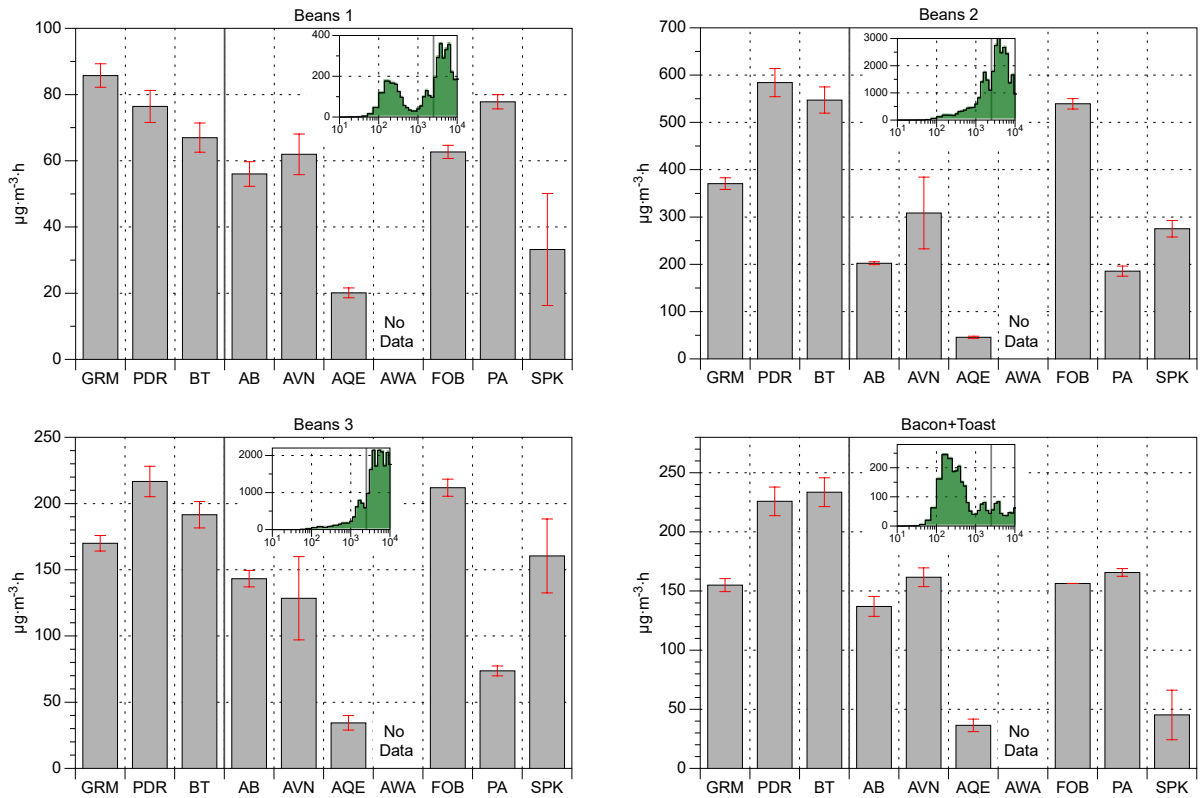 Beans 1
µg·m⁻³·h
100
80
60
40
20
0
400
200
0
10¹ 10² 10³ 10⁴
No
Data
GRM PDR BT AB AVN AQE AWA FOB PA SPK
Beans 2
µg·m⁻³·h
700
600
500
400
300
200
100
0
3000
2000
1000
0
10¹ 10² 10³ 10⁴
No
Data
GRM PDR BT AB AVN AQE AWA FOB PA SPK
Beans 3
µg·m⁻³·h
250
200
150
100
50
0
2000
1000
0
10¹ 10² 10³ 10⁴
No
Data
GRM PDR BT AB AVN AQE AWA FOB PA SPK
Bacon+Toast
µg·m⁻³·h
250
200
150
100
50
0
200
100
0
10¹ 10² 10³ 10⁴
No
Data
GRM PDR BT AB AVN AQE AWA FOB PA SPK